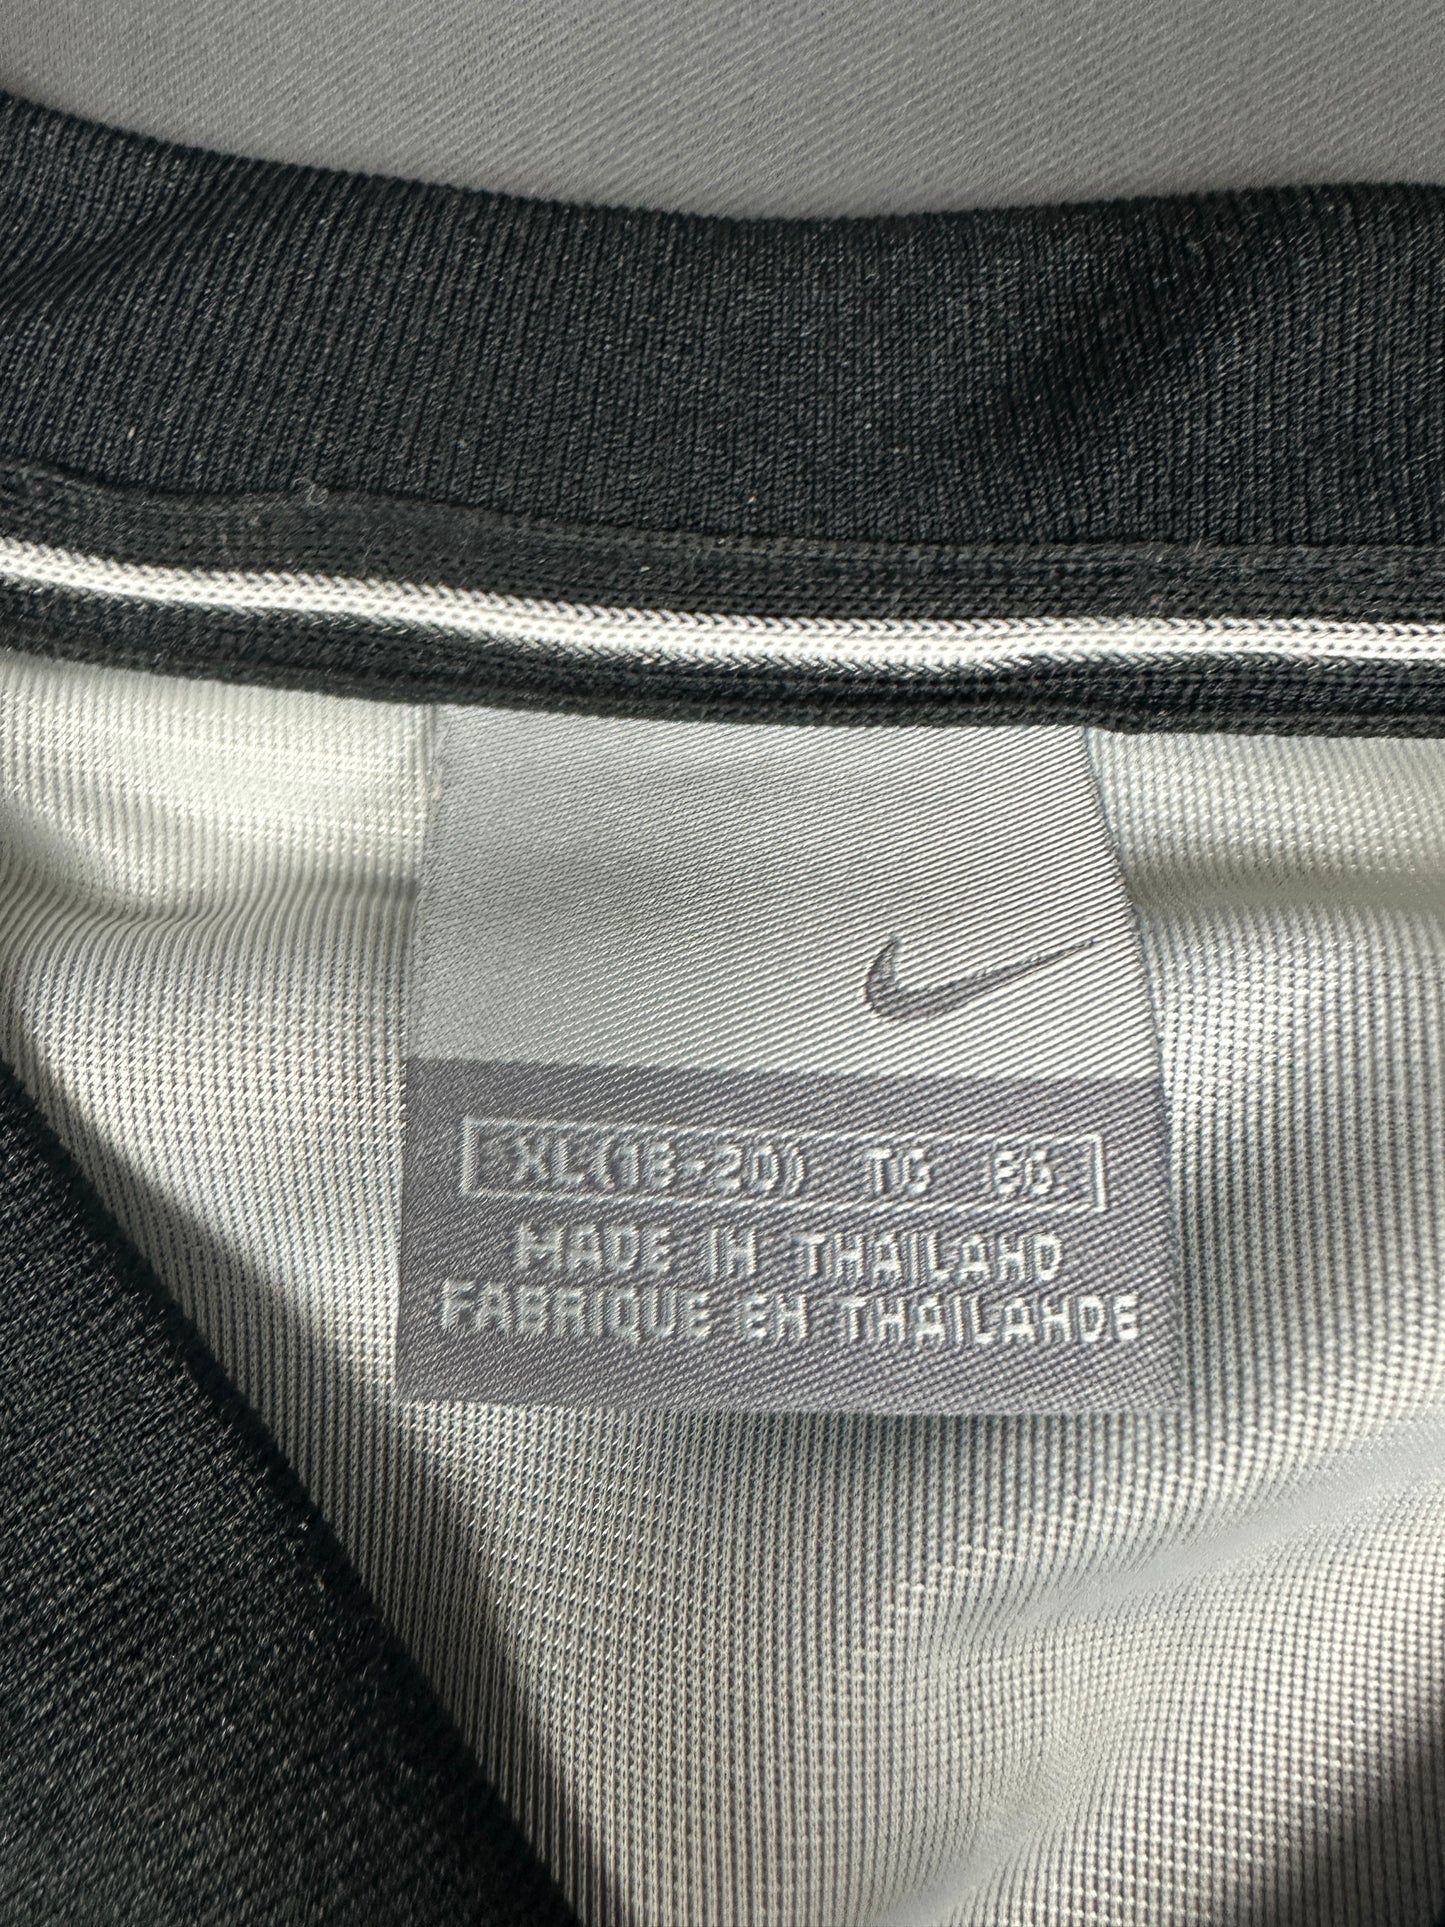 XL(18-20) TG EG
MADE IN THAILAND
FABRIQUE EN THAILANDE